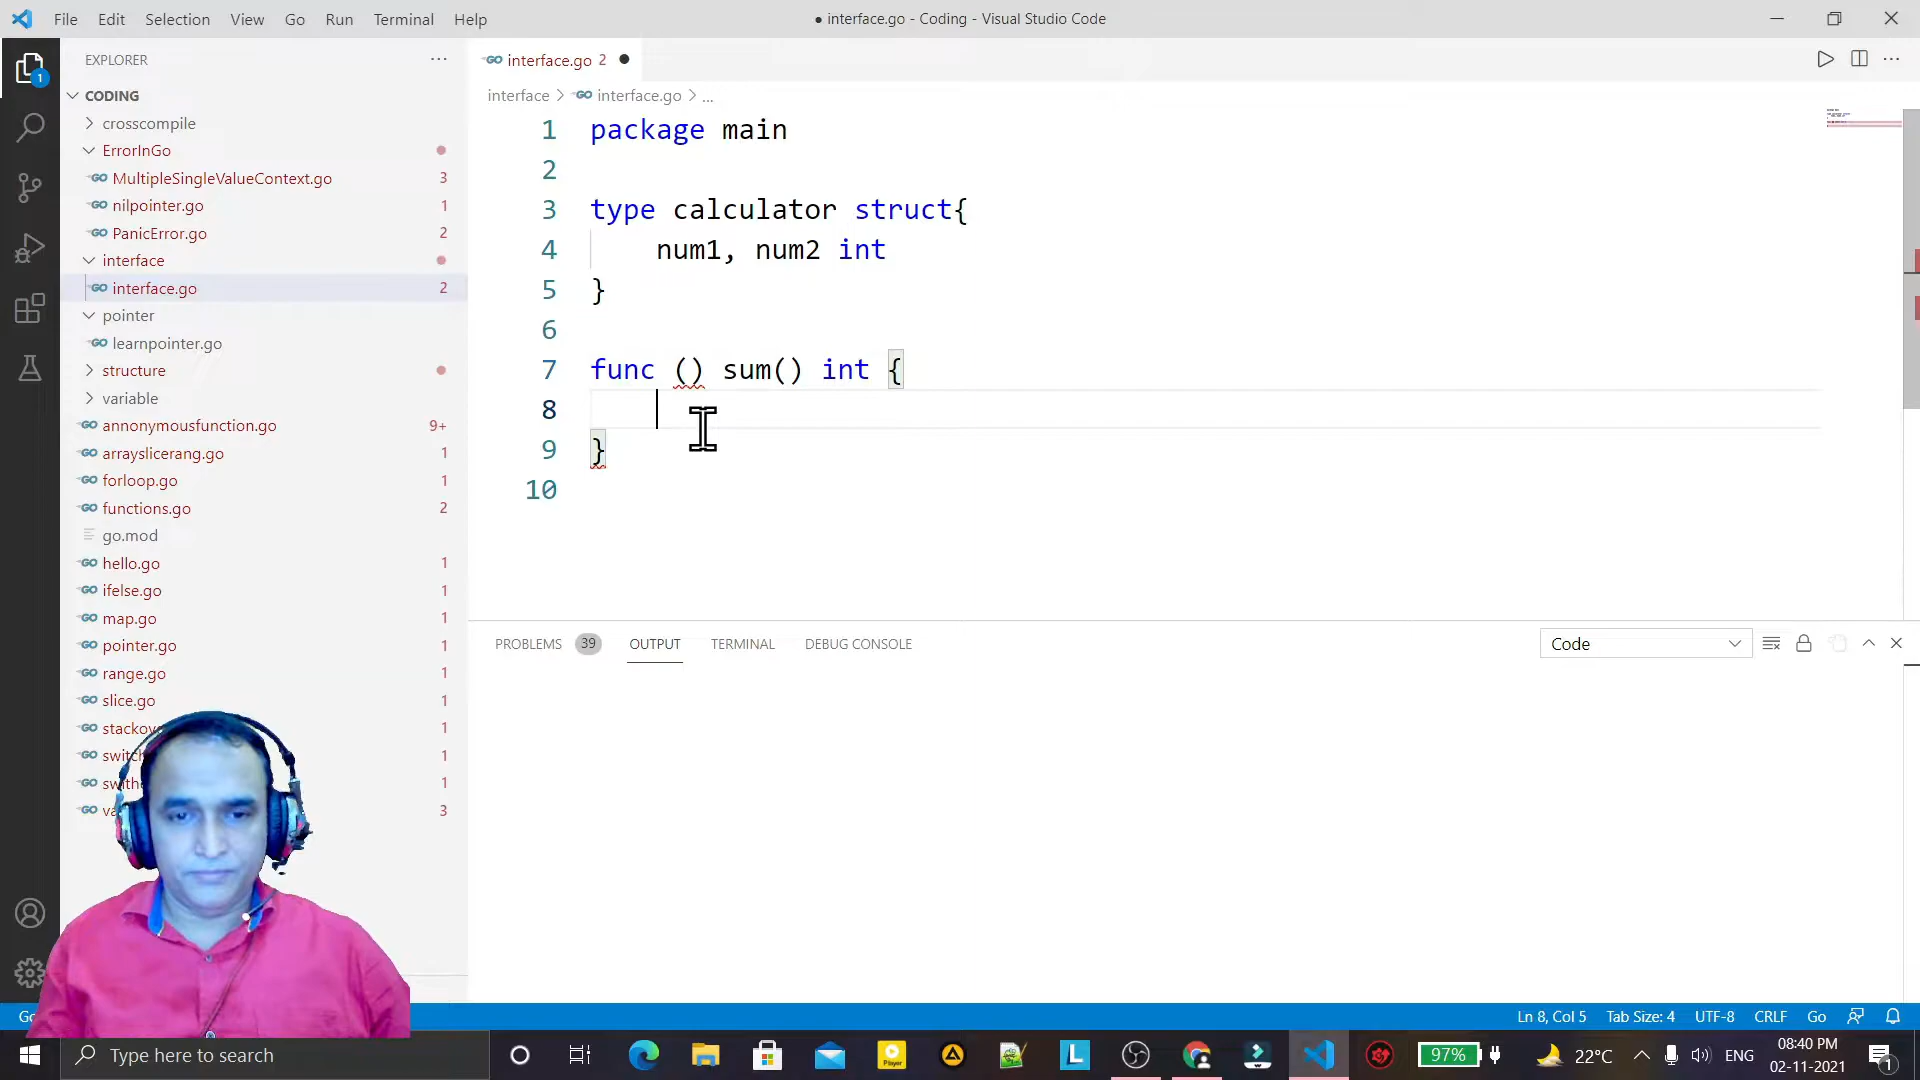 File Edit Selection View Go Run Terminal Help
● interface.go - Coding - Visual Studio Code
EXPLORER
CODING
crosscompile
ErrorInGo
MultipleSingleValueContext.go 3
nilpointer.go 1
PanicError.go 2
interface
interface.go 2
pointer
learnpointer.go
structure
variable
annonymousfunction.go 9+
arrayslicerang.go 1
forloop.go 1
functions.go 2
go.mod
hello.go 1
ifelse.go 1
map.go 1
pointer.go 1
range.go 1
slice.go 1
1
1
1
3
1
interface.go 2
interface > interface.go > ...
1 package main
2
3 type calculator struct{
4 num1, num2 int
5 }
6
7 func () sum() int {
8
9 }
10
PROBLEMS 39 OUTPUT TERMINAL DEBUG CONSOLE
Code
Ln 8, Col 5 Tab Size: 4 UTF-8 CRLF Go
Type here to search
L
Player
97% 22°C ENG 08:40 PM
02-11-2021
1